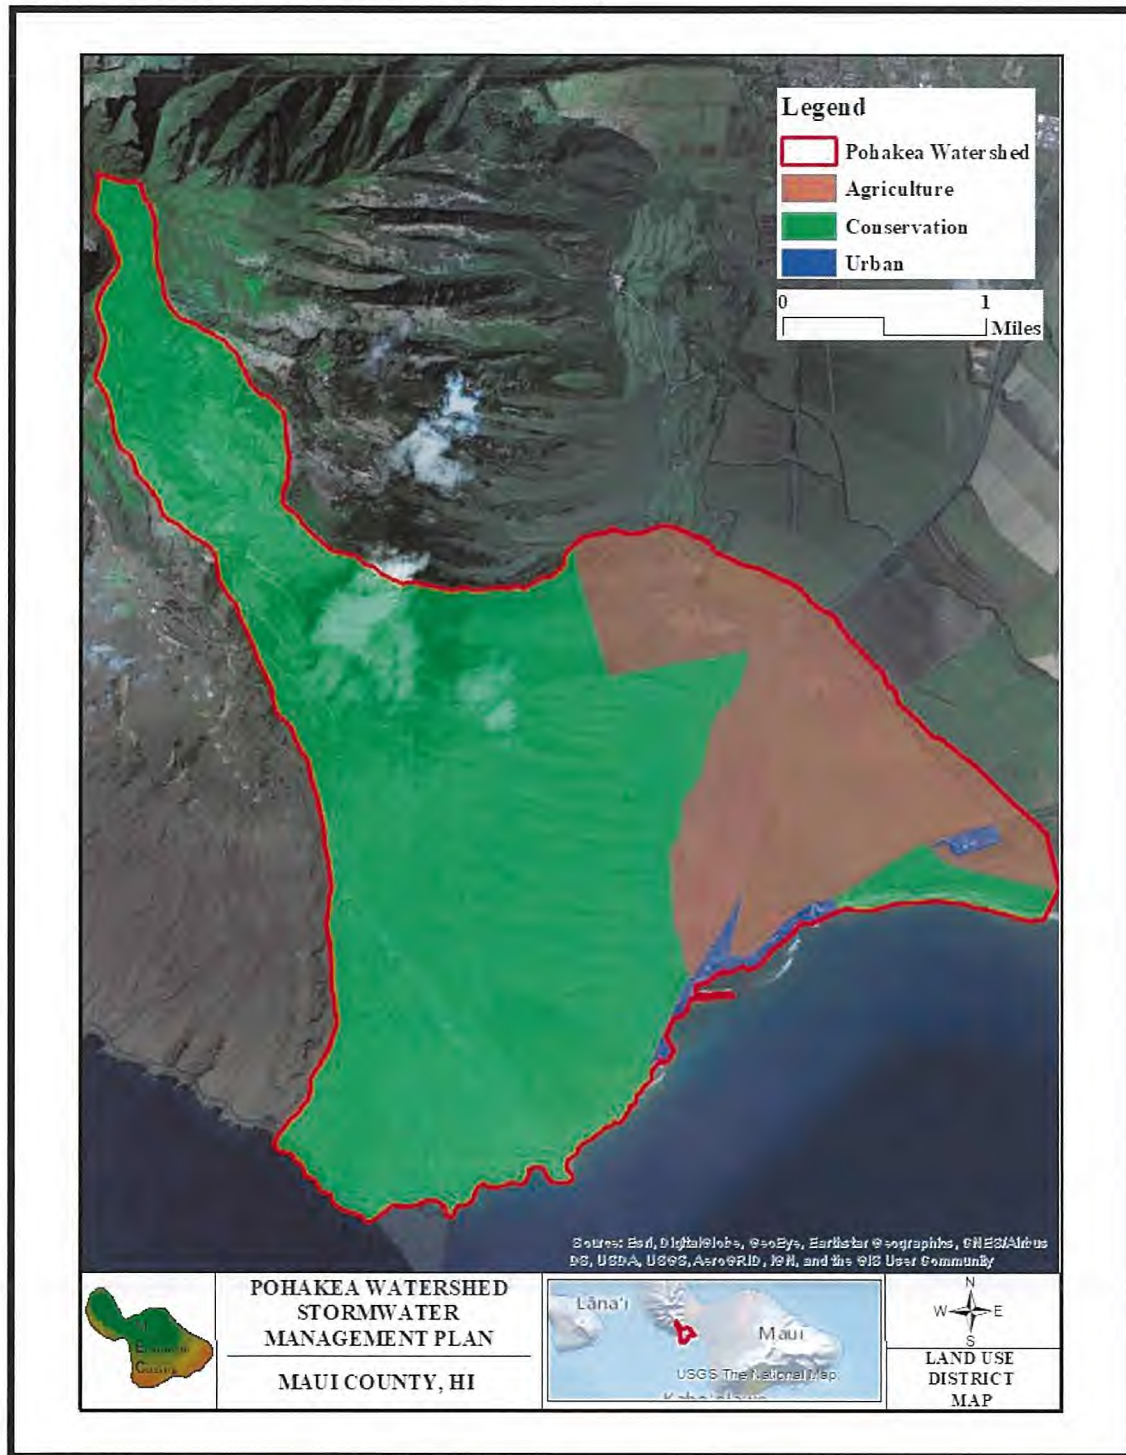 Legend
Pohakea Watershed
Agriculture
Conservation
Urban
0 1
Miles
Source: Esri, DigitalGlobe, GeoEye, Earthstar Geographics, CNES/Airbus
DS, USDA, USGS, AeroGRID, IGN, and the GIS User Community
POHAKEA WATERSHED
STORMWATER
MANAGEMENT PLAN
MAUI COUNTY, HI
Lāna'i
Maui
USGS The National Map
N
W E
S
LAND USE
DISTRICT
MAP